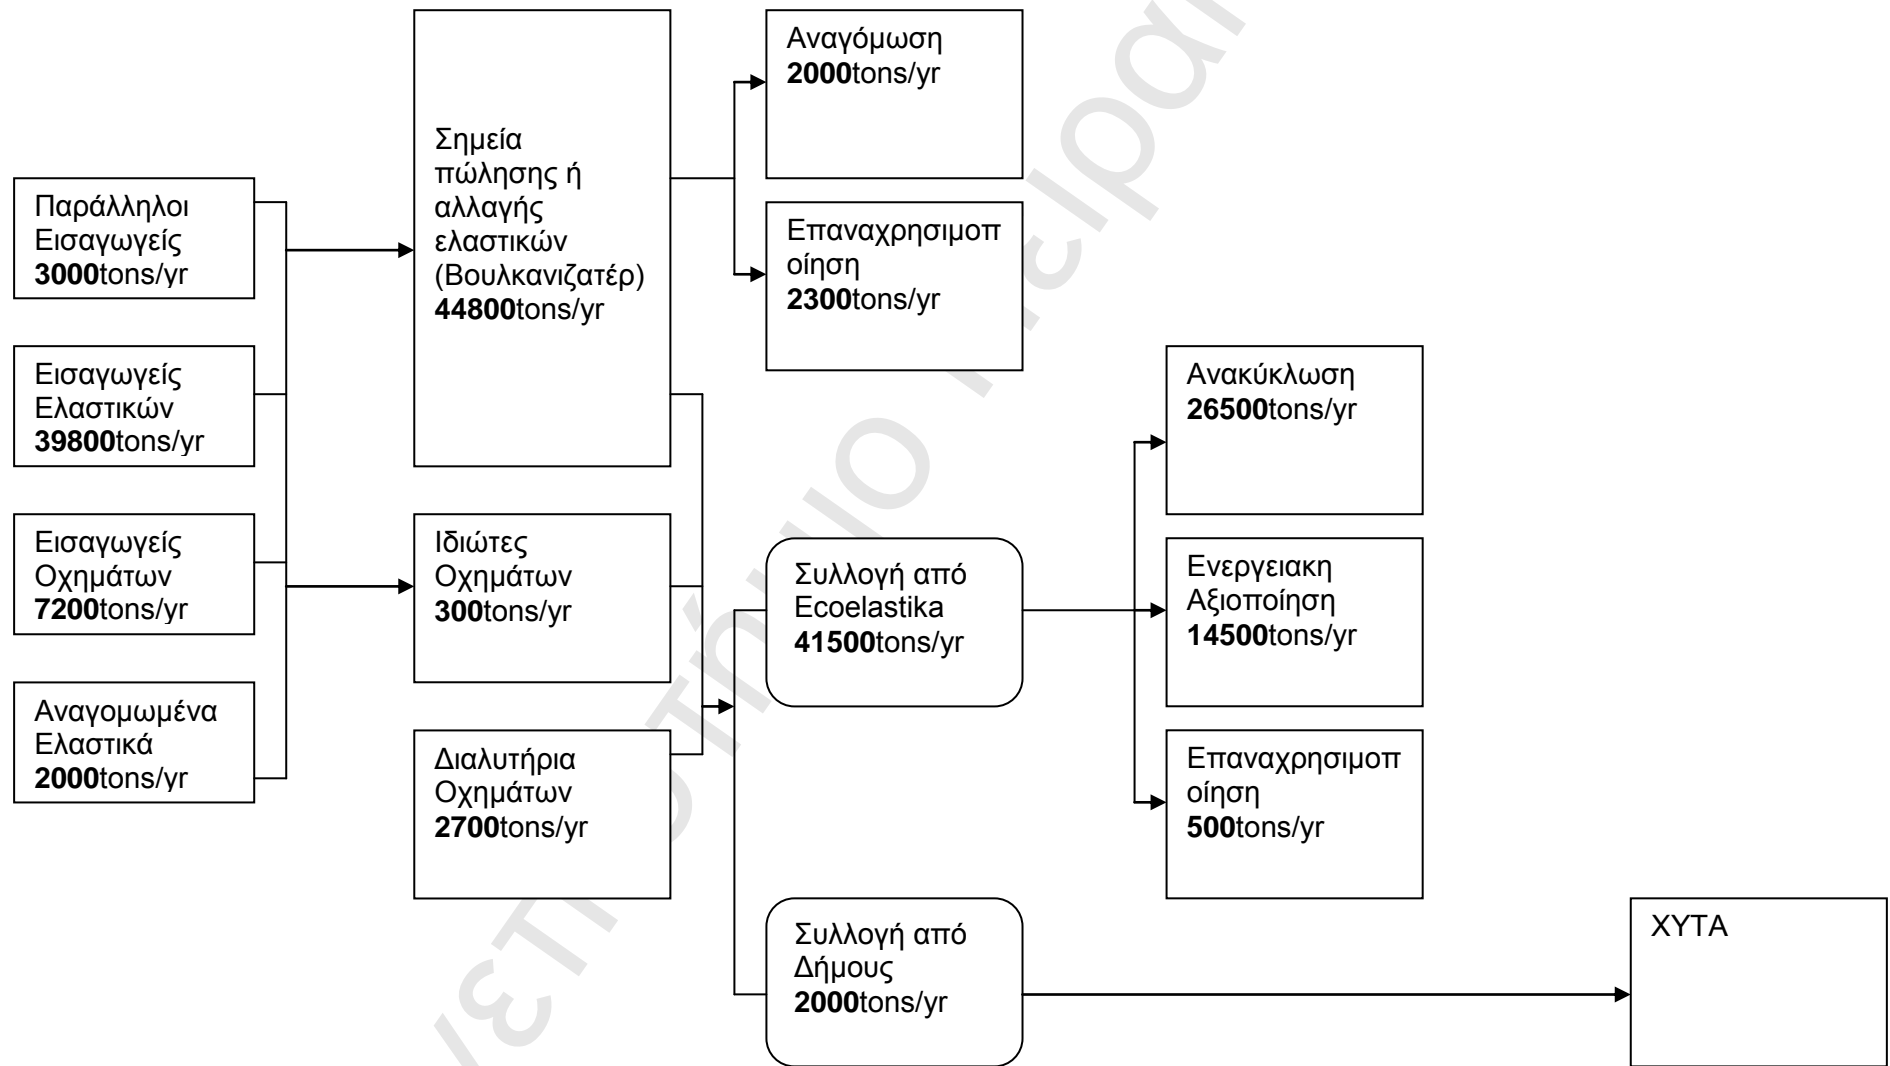 Παράλληλοι
Εισαγωγείς
3000tons/yr
Εισαγωγείς
Ελαστικών
39800tons/yr
Εισαγωγείς
Οχημάτων
7200tons/yr
Αναγομωμένα
Ελαστικά
2000tons/yr
Σημεία
πώλησης ή
αλλαγής
ελαστικών
(Βουλκανιζατέρ)
44800tons/yr
Ιδιώτες
Οχημάτων
300tons/yr
Διαλυτήρια
Οχημάτων
2700tons/yr
Αναγόμωση
2000tons/yr
Επαναχρησιμοπ
οίηση
2300tons/yr
Συλλογή από
Ecoelastika
41500tons/yr
Συλλογή από
Δήμους
2000tons/yr
Ανακύκλωση
26500tons/yr
Ενεργειακη
Αξιοποίηση
14500tons/yr
Επαναχρησιμοπ
οίηση
500tons/yr
ΧΥΤΑ